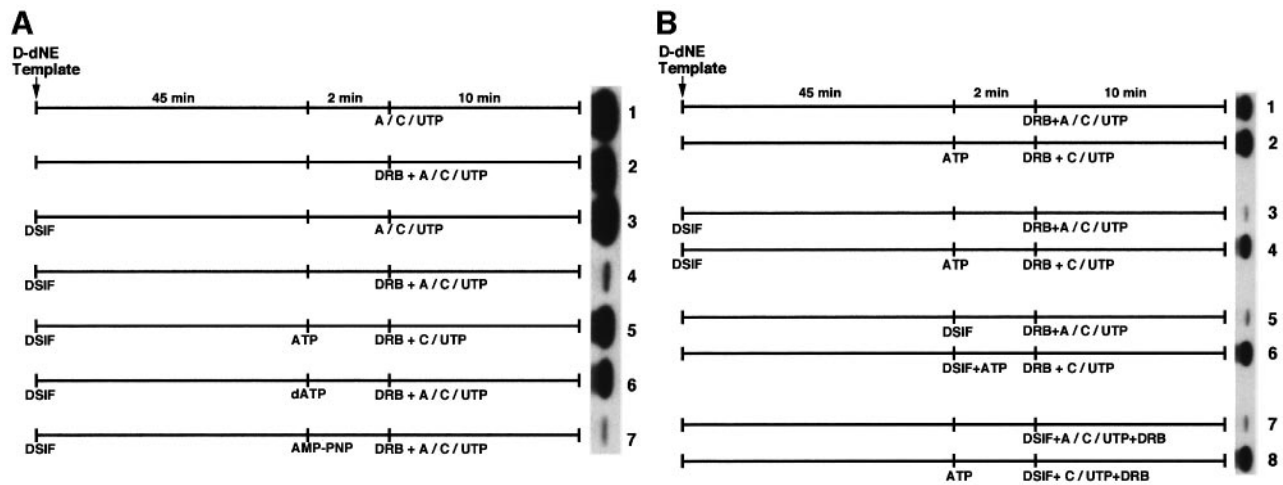 A
D-dNE
Template
45 min 2 min 10 min
A / C / UTP
1
DRB + A / C / UTP
2
DSIF A / C / UTP
3
DSIF DRB + A / C / UTP
4
DSIF ATP DRB + C / UTP
5
DSIF dATP DRB + A / C / UTP
6
DSIF AMP-PNP DRB + A / C / UTP
7
B
D-dNE
Template
45 min 2 min 10 min
DRB+A / C / UTP
1
ATP DRB + C / UTP
2
DSIF DRB+A / C / UTP
3
DSIF ATP DRB + C / UTP
4
DSIF DRB+A / C / UTP
5
DSIF+ATP DRB + C / UTP
6
DSIF+A / C / UTP+DRB
7
ATP DSIF+ C / UTP+DRB
8